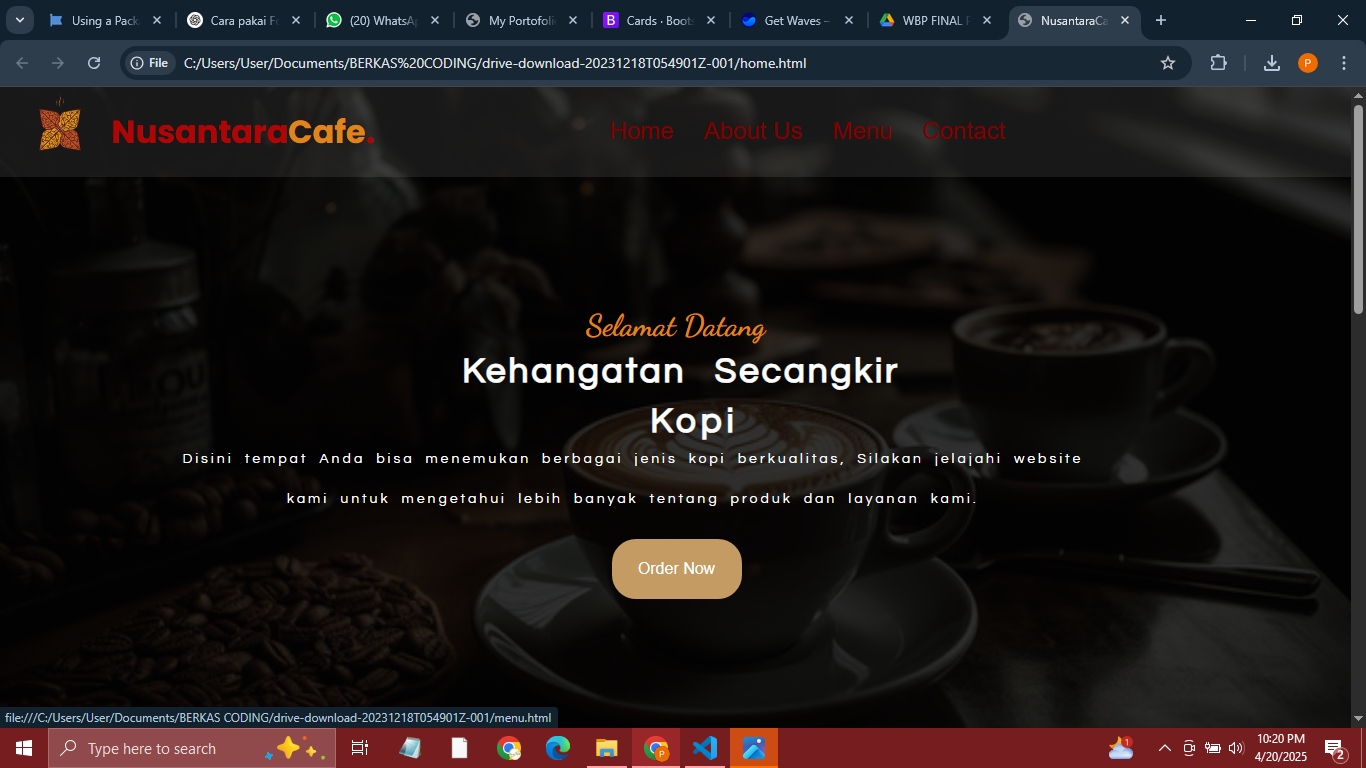 Using a Pack
Cara pakai Fo
(20) WhatsAp
My Portofoli
Cards · Boots
Get Waves –
WBP FINAL P
NusantaraCa
File
C:/Users/User/Documents/BERKAS%20CODING/drive-download-20231218T054901Z-001/home.html
P
NusantaraCafe.
Home About Us Menu Contact
Selamat Datang
Kehangatan Secangkir
Kopi
Disini tempat Anda bisa menemukan berbagai jenis kopi berkualitas, Silakan jelajahi website
kami untuk mengetahui lebih banyak tentang produk dan layanan kami.
Order Now
file:///C:/Users/User/Documents/BERKAS CODING/drive-download-20231218T054901Z-001/menu.html
Type here to search
P
1
10:20 PM
4/20/2025
2